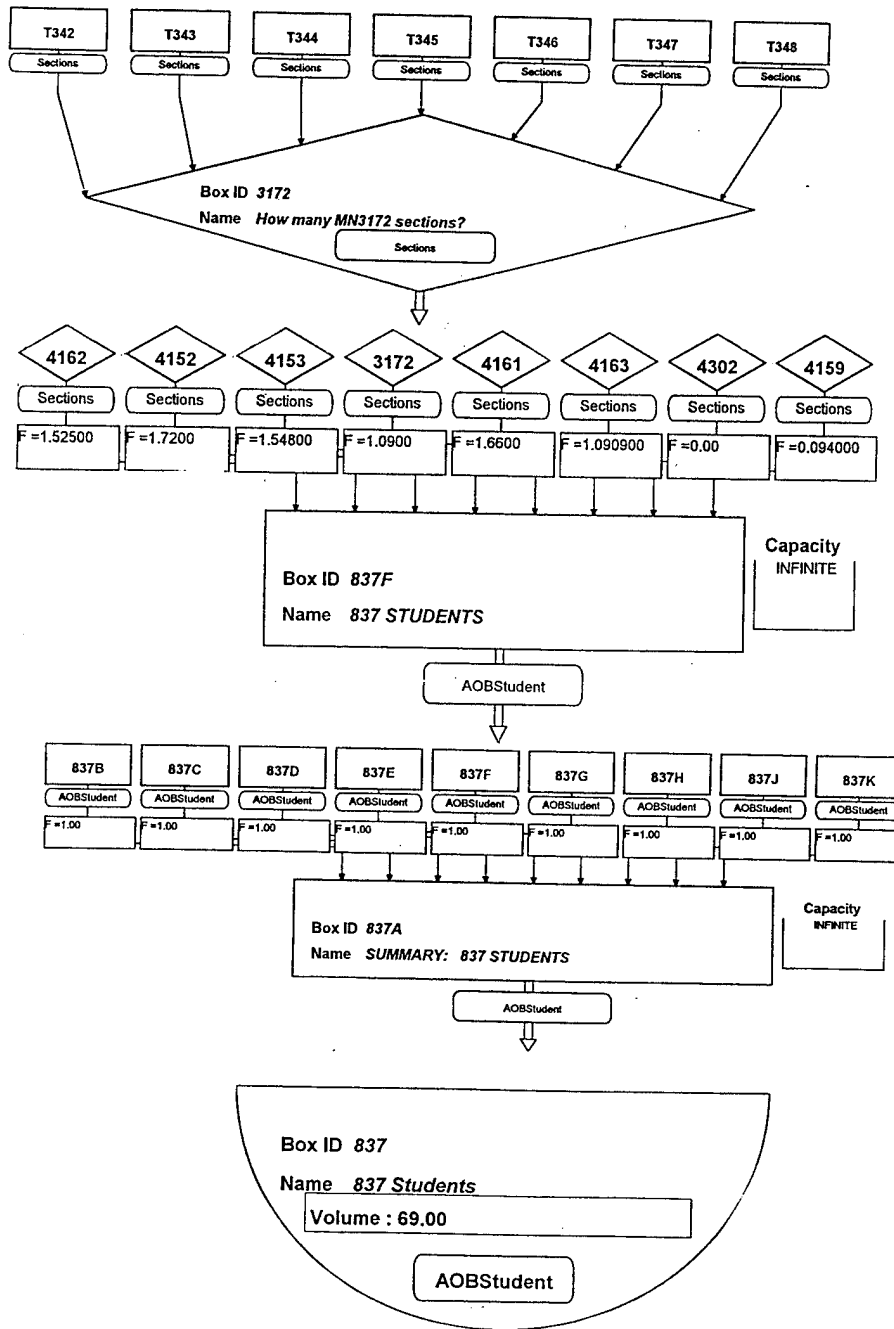 T342 T343 T344 T345 T346 T347 T348
Sections Sections Sections Sections Sections Sections Sections
Box ID 3172
Name How many MN3172 sections?
Sections
4162 4152 4153 3172 4161 4163 4302 4159
Sections Sections Sections Sections Sections Sections Sections Sections
F =1.52500 F =1.7200 F =1.54800 F =1.0900 F =1.6600 F =1.090900 F =0.00 F =0.094000
Capacity
INFINITE
Box ID 837F
Name 837 STUDENTS
AOBStudent
837B 837C 837D 837E 837F 837G 837H 837J 837K
AOBStudent AOBStudent AOBStudent AOBStudent AOBStudent AOBStudent AOBStudent AOBStudent AOBStudent
F =1.00 F =1.00 F =1.00 F =1.00 F =1.00 F =1.00 F =1.00 F =1.00 F =1.00
Capacity
INFINITE
Box ID 837A
Name SUMMARY: 837 STUDENTS
AOBStudent
Box ID 837
Name 837 Students
Volume : 69.00
AOBStudent